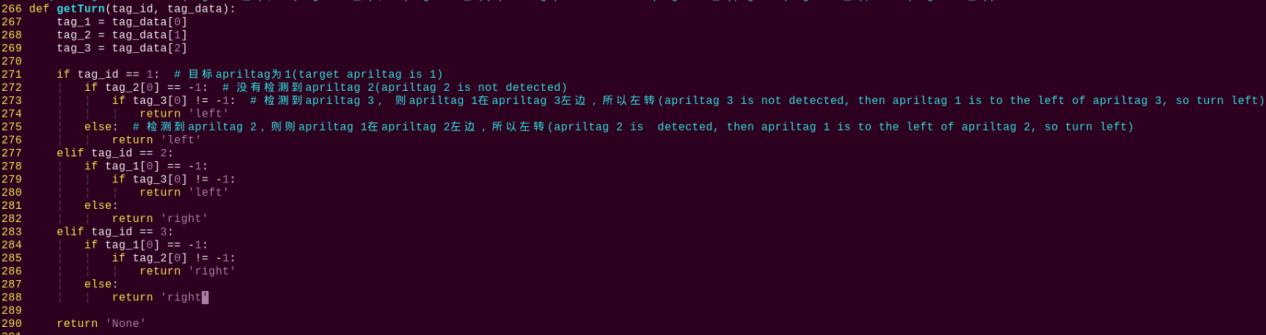 266 def getTurn(tag_id, tag_data):
267     tag_1 = tag_data[0]
268     tag_2 = tag_data[1]
269     tag_3 = tag_data[2]
270
271     if tag_id == 1:  # 目标apriltag为1(target apriltag is 1)
272         if tag_2[0] == -1:  # 没有检测到apriltag 2(apriltag 2 is not detected)
273             if tag_3[0] != -1:  # 检测到apriltag 3， 则apriltag 1在apriltag 3左边，所以左转(apriltag 3 is not detected, then apriltag 1 is to the left of apriltag 3, so turn left)
274                 return 'left'
275         else:  # 检测到apriltag 2，则则apriltag 1在apriltag 2左边，所以左转(apriltag 2 is  detected, then apriltag 1 is to the left of apriltag 2, so turn left)
276             return 'left'
277     elif tag_id == 2:
278         if tag_1[0] == -1:
279             if tag_3[0] != -1:
280                 return 'left'
281         else:
282             return 'right'
283     elif tag_id == 3:
284         if tag_1[0] == -1:
285             if tag_2[0] != -1:
286                 return 'right'
287         else:
288             return 'right'
289
290     return 'None'